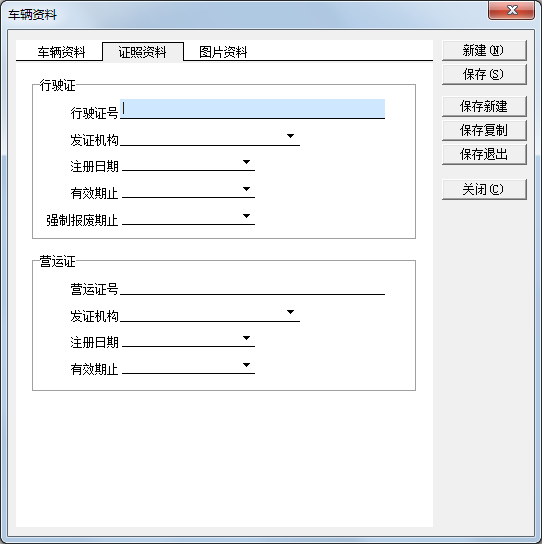 车辆资料
车辆资料 证照资料 图片资料
行驶证
行驶证号
发证机构
注册日期
有效期止
强制报废期止
营运证
营运证号
发证机构
注册日期
有效期止
新建(N)
保存(S)
保存新建
保存复制
保存退出
关闭(C)